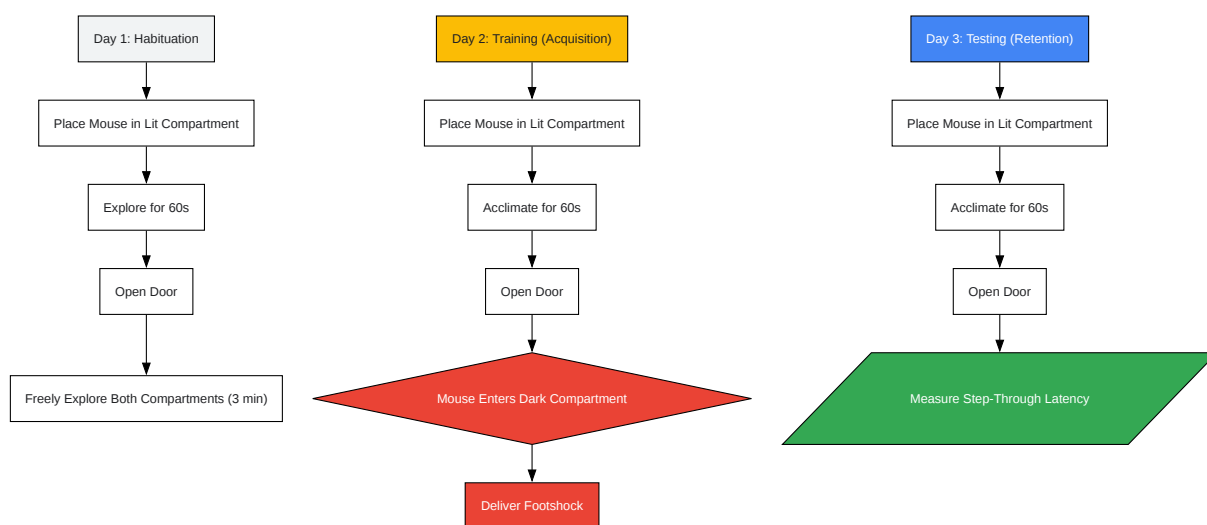 Day 1: Habituation
Place Mouse in Lit Compartment
Explore for 60s
Open Door
Freely Explore Both Compartments (3 min)
Day 2: Training (Acquisition)
Place Mouse in Lit Compartment
Acclimate for 60s
Open Door
Mouse Enters Dark Compartment
Deliver Footshock
Day 3: Testing (Retention)
Place Mouse in Lit Compartment
Acclimate for 60s
Open Door
Measure Step-Through Latency